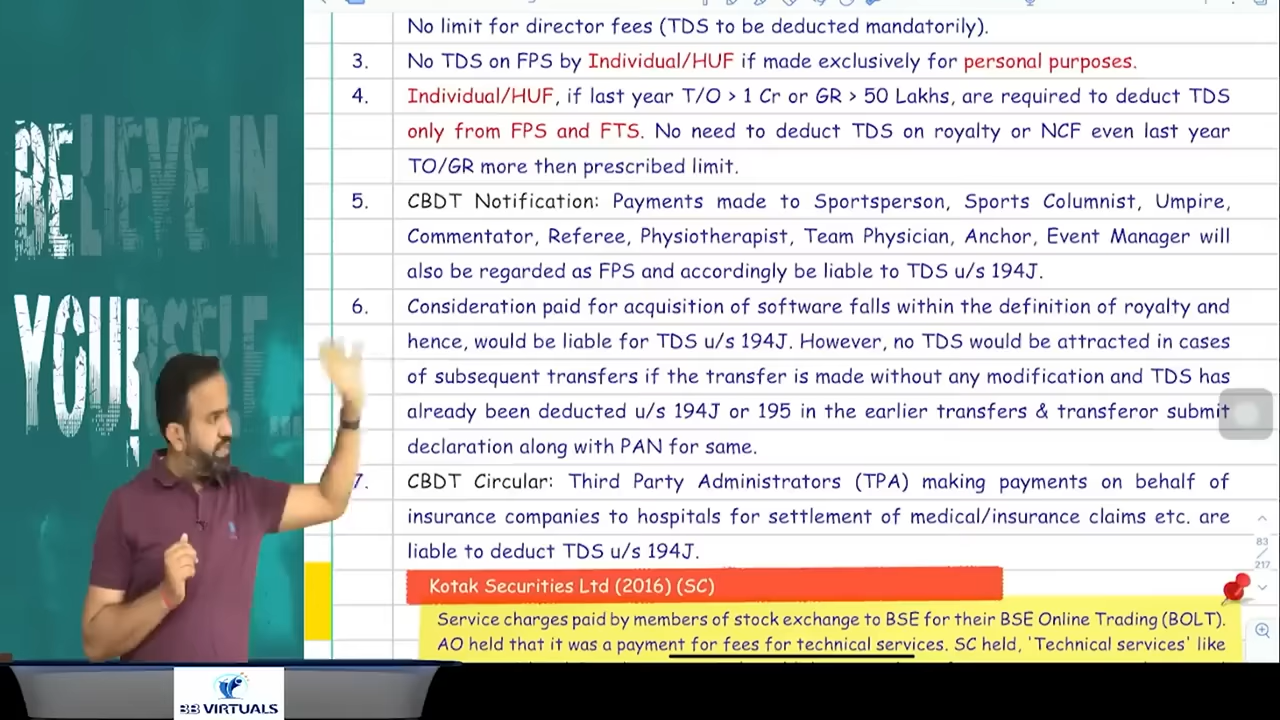 No limit for director fees (TDS to be deducted mandatorily).
3. No TDS on FPS by Individual/HUF if made exclusively for personal purposes.
4. Individual/HUF, if last year T/O > 1 Cr or GR > 50 Lakhs, are required to deduct TDS
only from FPS and FTS. No need to deduct TDS on royalty or NCF even last year
TO/GR more then prescribed limit.
5. CBDT Notification: Payments made to Sportsperson, Sports Columnist, Umpire,
Commentator, Referee, Physiotherapist, Team Physician, Anchor, Event Manager will
also be regarded as FPS and accordingly be liable to TDS u/s 194J.
6. Consideration paid for acquisition of software falls within the definition of royalty and
hence, would be liable for TDS u/s 194J. However, no TDS would be attracted in cases
of subsequent transfers if the transfer is made without any modification and TDS has
already been deducted u/s 194J or 195 in the earlier transfers & transferor submit
declaration along with PAN for same.
7. CBDT Circular: Third Party Administrators (TPA) making payments on behalf of
insurance companies to hospitals for settlement of medical/insurance claims etc. are
liable to deduct TDS u/s 194J.
Kotak Securities Ltd (2016) (SC)
Service charges paid by members of stock exchange to BSE for their BSE Online Trading (BOLT).
AO held that it was a payment for fees for technical services. SC held, 'Technical services' like
83
/
217
BELIEVE IN
YOURSELF...
BB VIRTUALS